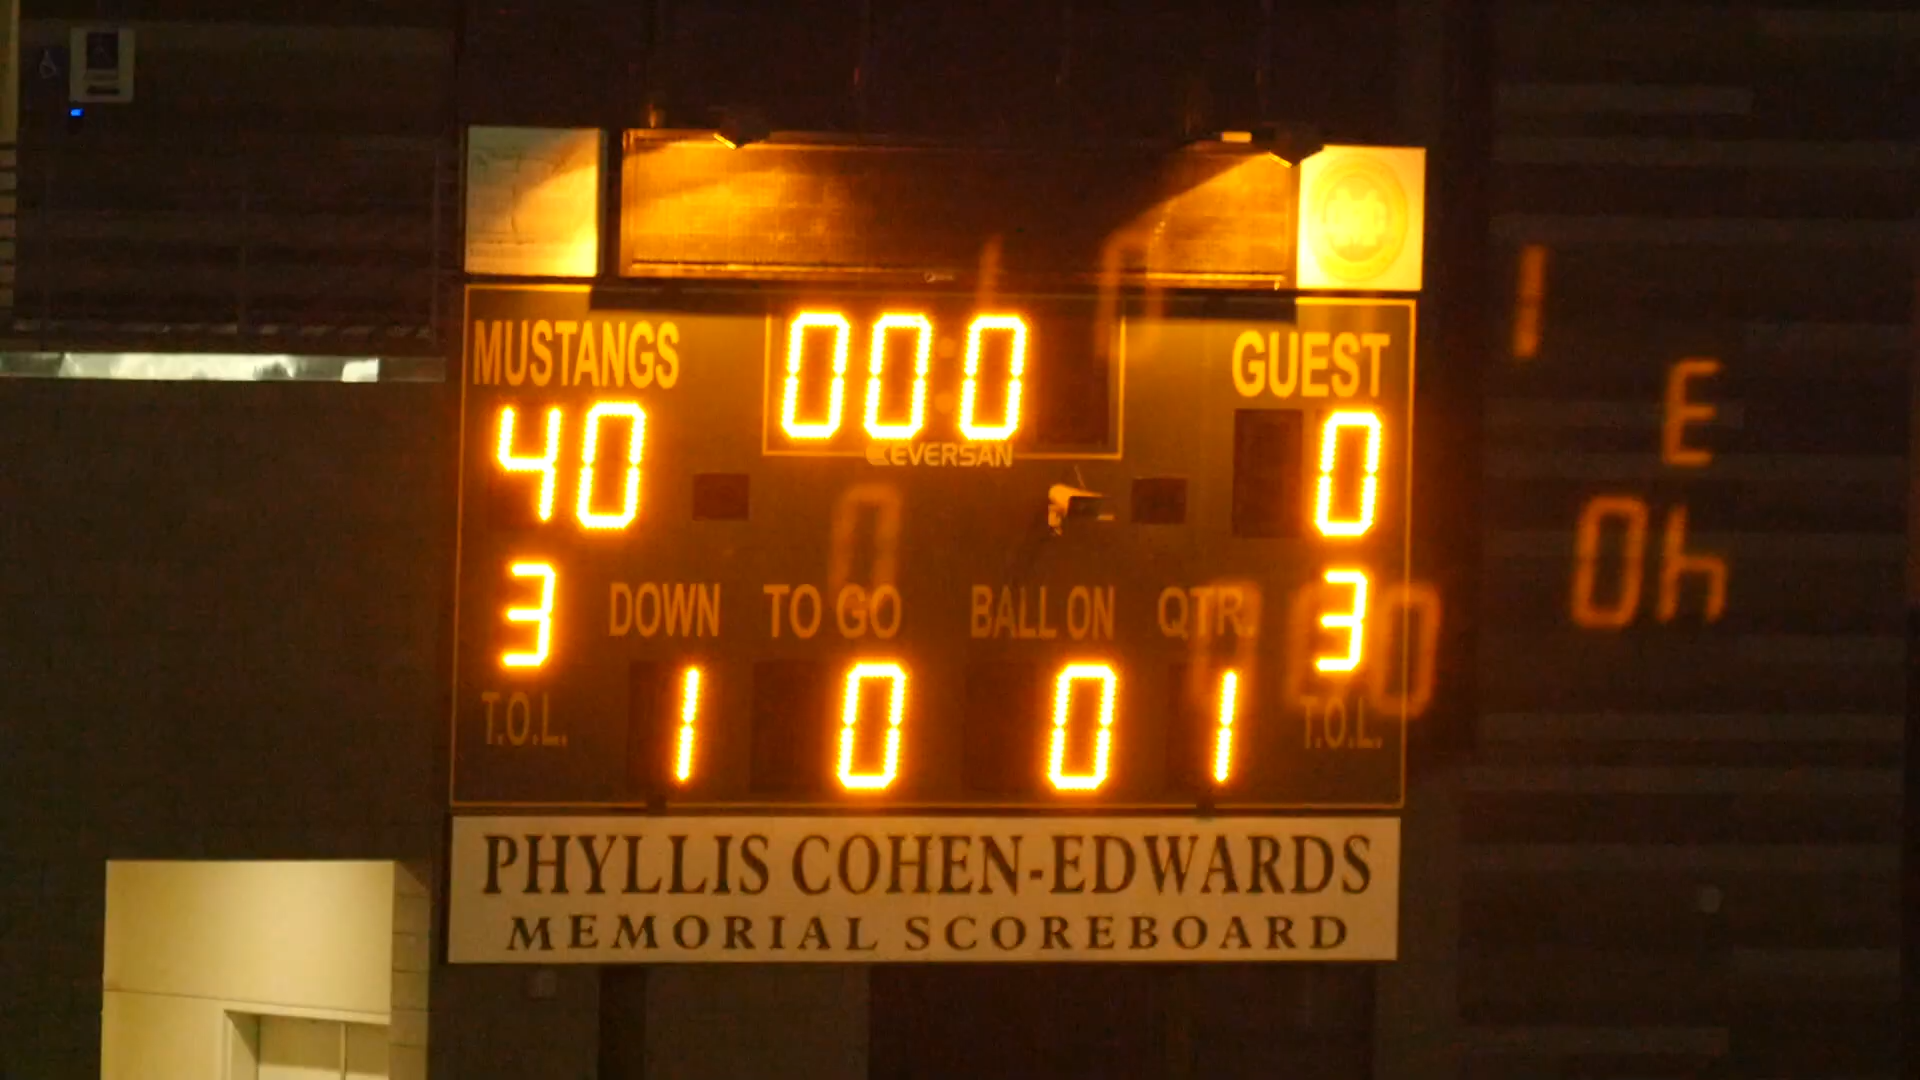 MUSTANGS 00:0 GUEST
EVERSAN
40 0
3 3
DOWN TO GO BALL ON QTR.
T.O.L. 1 0 0 1 T.O.L.
PHYLLIS COHEN-EDWARDS
MEMORIAL SCOREBOARD